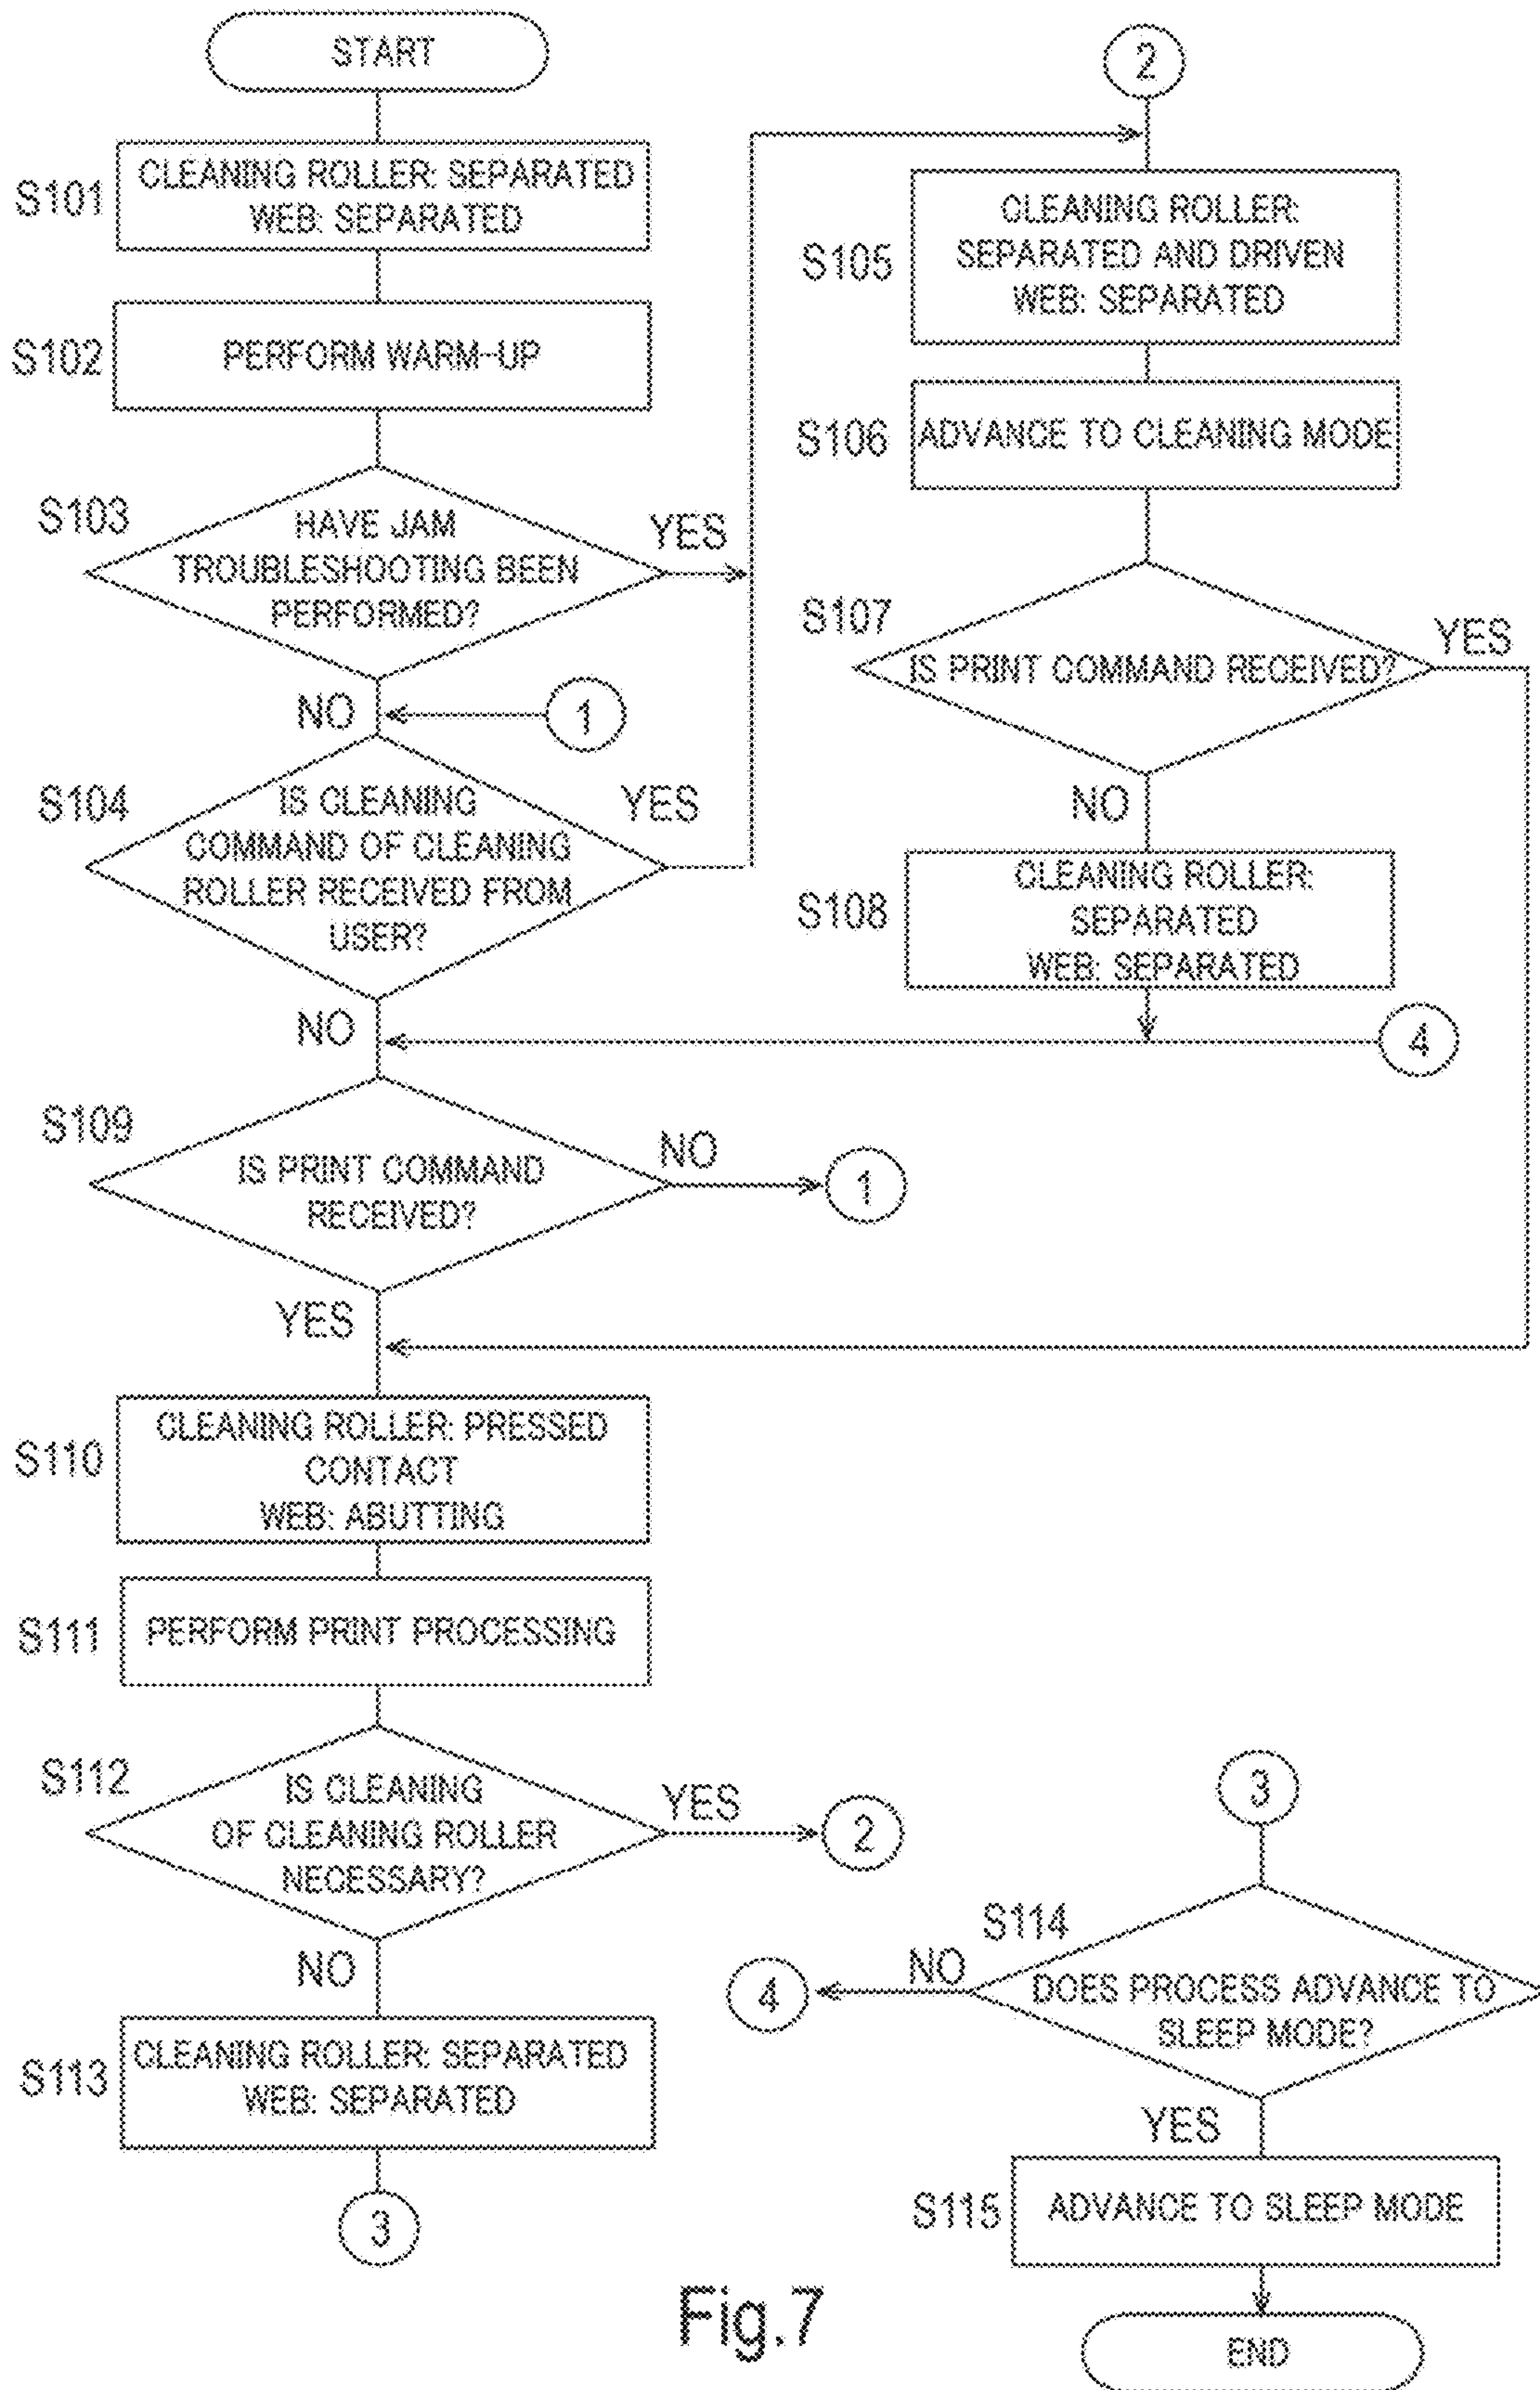 START
S101
CLEANING ROLLER: SEPARATED
WEB: SEPARATED
S102
PERFORM WARM-UP
S103
HAVE JAM
TROUBLESHOOTING BEEN
PERFORMED?
YES
NO
1
S104
IS CLEANING
COMMAND OF CLEANING
ROLLER RECEIVED FROM
USER?
YES
NO
2
S105
CLEANING ROLLER:
SEPARATED AND DRIVEN
WEB: SEPARATED
S106
ADVANCE TO CLEANING MODE
S107
IS PRINT COMMAND RECEIVED?
YES
NO
S108
CLEANING ROLLER:
SEPARATED
WEB: SEPARATED
4
S109
IS PRINT COMMAND
RECEIVED?
NO
1
YES
S110
CLEANING ROLLER: PRESSED
CONTACT
WEB: ABUTTING
S111
PERFORM PRINT PROCESSING
S112
IS CLEANING
OF CLEANING ROLLER
NECESSARY?
YES
2
NO
S113
CLEANING ROLLER: SEPARATED
WEB: SEPARATED
3
3
S114
DOES PROCESS ADVANCE TO
SLEEP MODE?
NO
4
YES
S115
ADVANCE TO SLEEP MODE
END
Fig.7